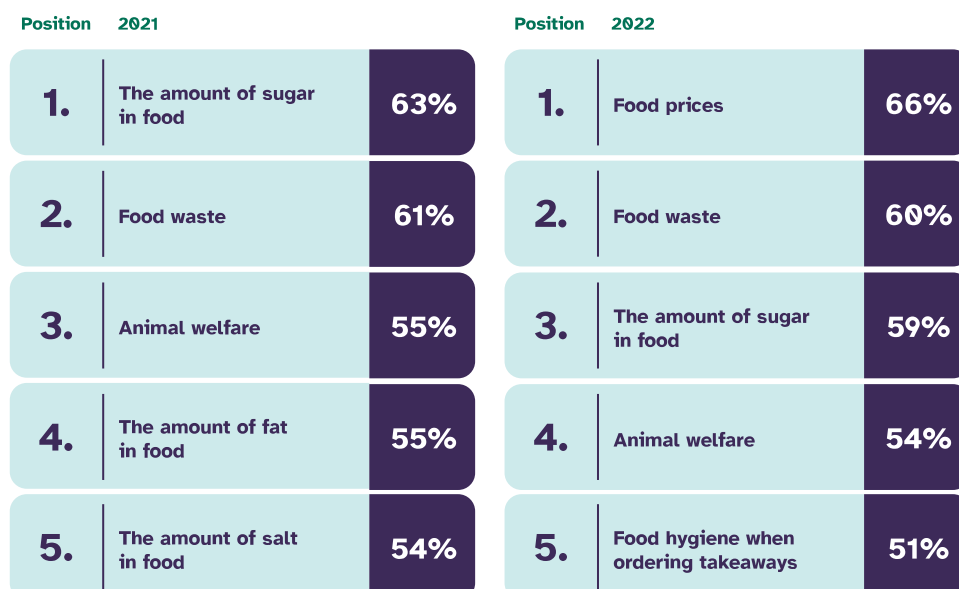 Position 2021
1. The amount of sugar
in food 63%
2. Food waste 61%
3. Animal welfare 55%
4. The amount of fat
in food 55%
5. The amount of salt
in food 54%
Position 2022
1. Food prices 66%
2. Food waste 60%
3. The amount of sugar
in food 59%
4. Animal welfare 54%
5. Food hygiene when
ordering takeaways 51%